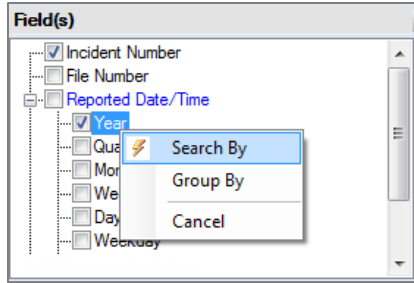 Field(s)
Incident Number
File Number
Reported Date/Time
Year
Search By
Group By
Day
Cancel
Weekday